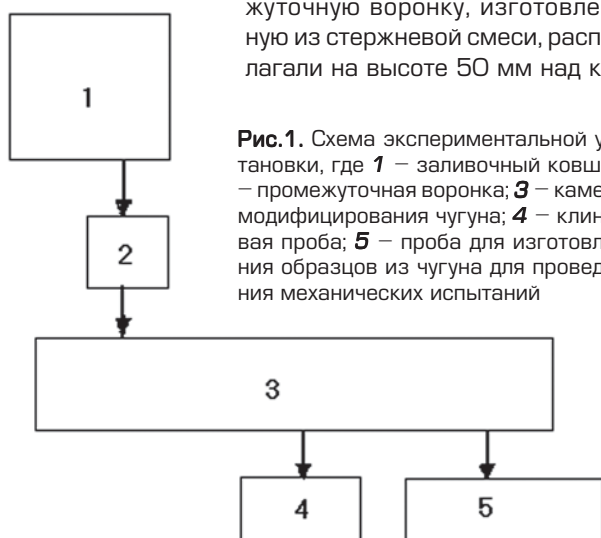 жуточную воронку, изготовле
ную из стержневой смеси, расп
лагали на высоте 50 мм над к
Рис.1. Схема экспериментальной у
тановки, где 1 – заливочный ковш
– промежуточная воронка; 3 – каме
модифицирования чугуна; 4 – клин
вая проба; 5 – проба для изготовл
ния образцов из чугуна для провед
ния механических испытаний
1
2
3
4
5